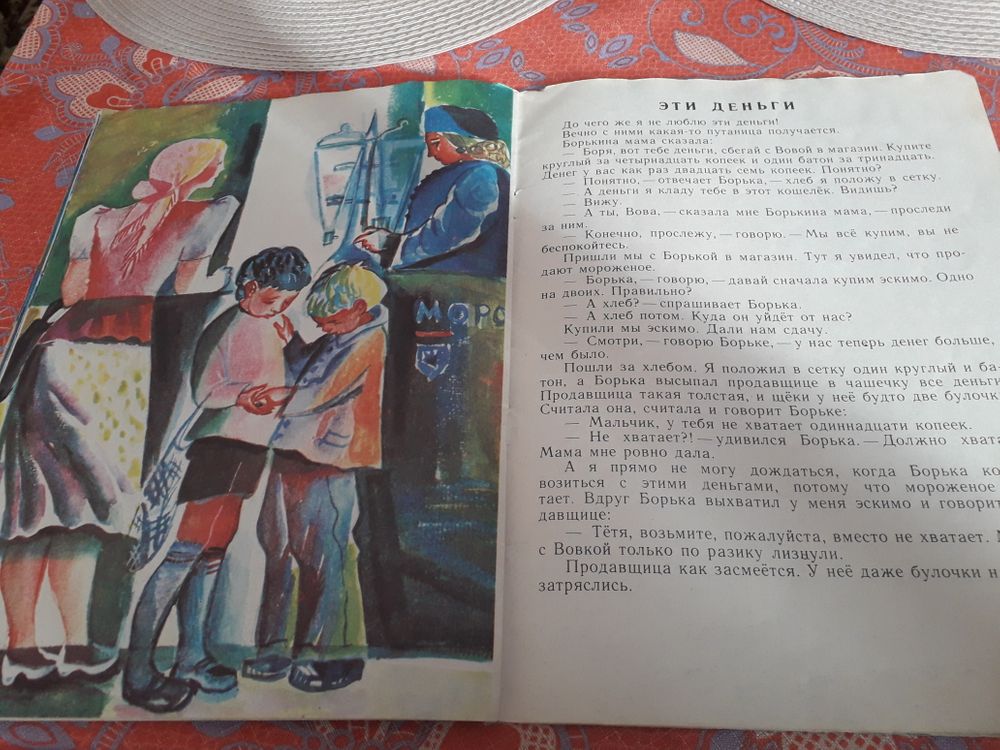 МОРО
ЭТИ ДЕНЬГИ
До чего же я не люблю эти деньги!
Вечно с ними какая-то путаница получается.
Борькина мама сказала:
— Боря, вот тебе деньги, сбегай с Вовой в магазин. Купите
круглый за четырнадцать копеек и один батон за тринадцать.
Денег у вас как раз двадцать семь копеек. Понятно?
— Понятно, — отвечает Борька, — хлеб я положу в сетку.
— А деньги я кладу тебе в этот кошелёк. Видишь?
— Вижу.
— А ты, Вова, — сказала мне Борькина мама, — проследи
за ним.
— Конечно, прослежу, — говорю. — Мы всё купим, вы не
беспокойтесь.
Пришли мы с Борькой в магазин. Тут я увидел, что про-
дают мороженое.
— Борька, — говорю, — давай сначала купим эскимо. Одно
на двоих. Правильно?
— А хлеб? — спрашивает Борька.
— А хлеб потом. Куда он уйдёт от нас?
Купили мы эскимо. Дали нам сдачу.
— Смотри, — говорю Борьке, — у нас теперь денег больше,
чем было.
Пошли за хлебом. Я положил в сетку один круглый и ба-
тон, а Борька высыпал продавщице в чашечку все деньги
Продавщица такая толстая, и щёки у неё будто две булочк
Считала она, считала и говорит Борьке:
— Мальчик, у тебя не хватает одиннадцати копеек.
— Не хватает?! — удивился Борька. — Должно хвата
Мама мне ровно дала.
А я прямо не могу дождаться, когда Борька ко
возиться с этими деньгами, потому что мороженое
тает. Вдруг Борька выхватил у меня эскимо и говорит
давщице:
— Тётя, возьмите, пожалуйста, вместо не хватает. М
с Вовкой только по разику лизнули.
Продавщица как засмеётся. У неё даже булочки н
затряслись.